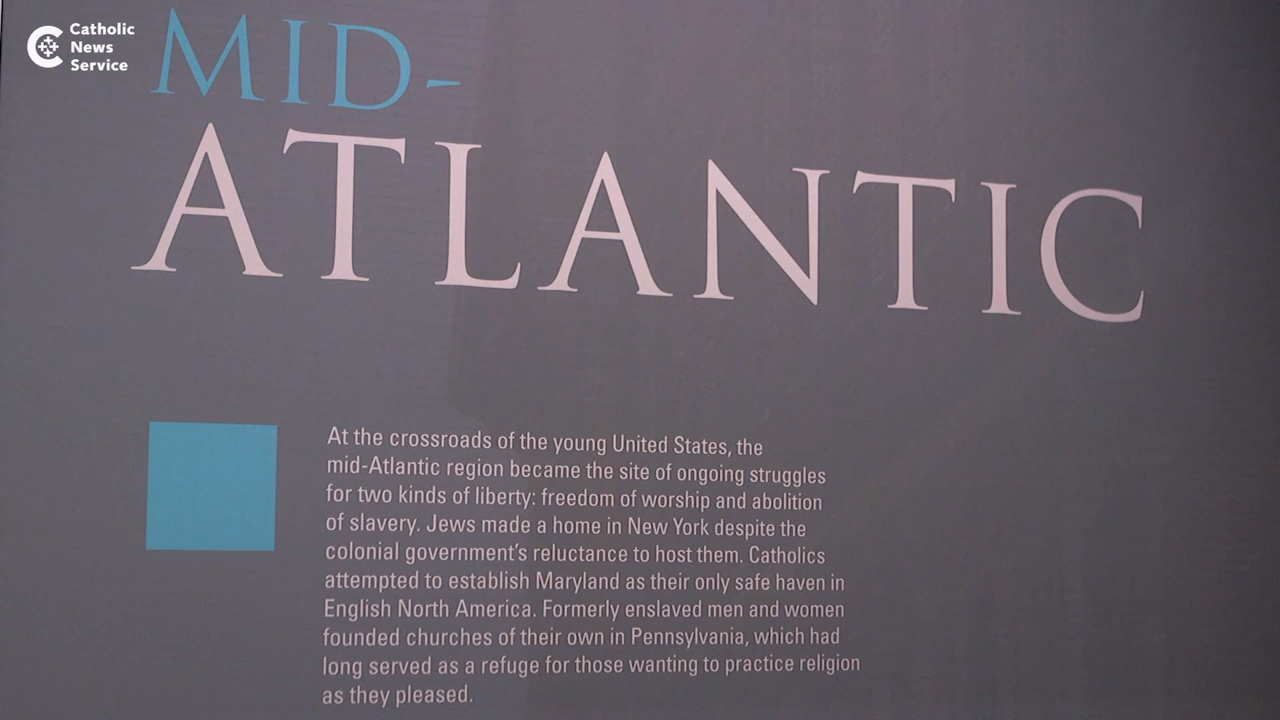 Catholic
News
Service
MID-
ATLANTIC
At the crossroads of the young United States, the
mid-Atlantic region became the site of ongoing struggles
for two kinds of liberty: freedom of worship and abolition
of slavery. Jews made a home in New York despite the
colonial government's reluctance to host them. Catholics
attempted to establish Maryland as their only safe haven in
English North America. Formerly enslaved men and women
founded churches of their own in Pennsylvania, which had
long served as a refuge for those wanting to practice religion
as they pleased.